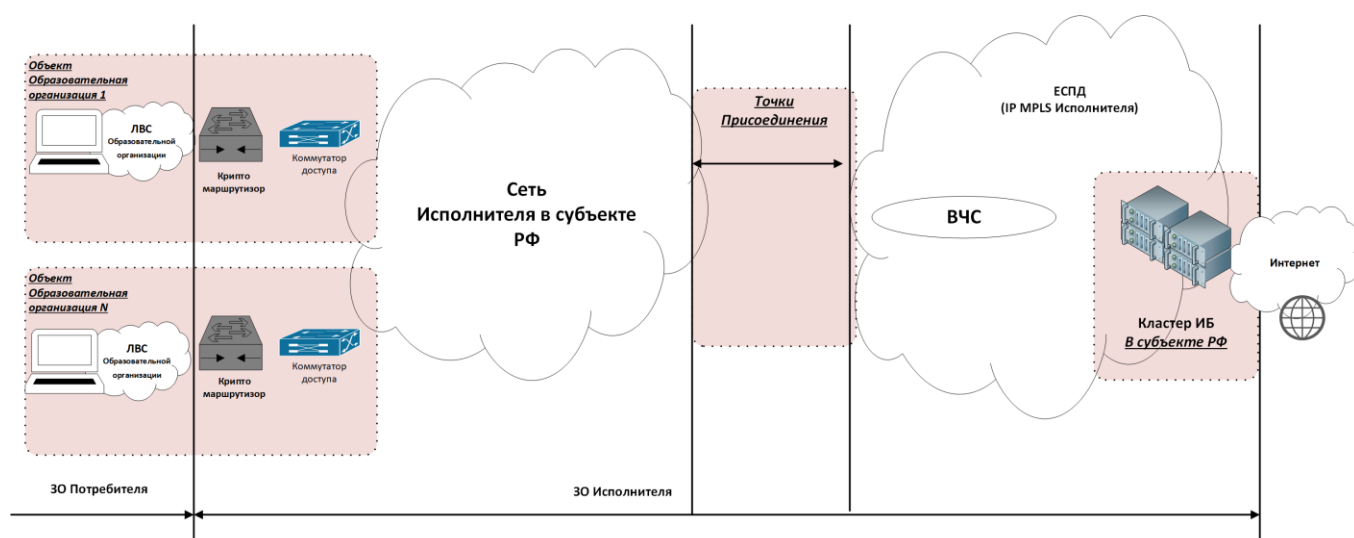 Объект
Образовательная
организация 1
ЛВС
Образовательной
организации
Крипто
маршрутизор
Коммутатор
доступа
Объект
Образовательная
организация N
ЛВС
Образовательной
организации
Крипто
маршрутизор
Коммутатор
доступа
Сеть
Исполнителя в субъекте
РФ
Точки
Присоединения
ЕСПД
(IP MPLS Исполнителя)
ВЧС
Кластер ИБ
В субъекте РФ
Интернет
ЗО Потребителя
ЗО Исполнителя